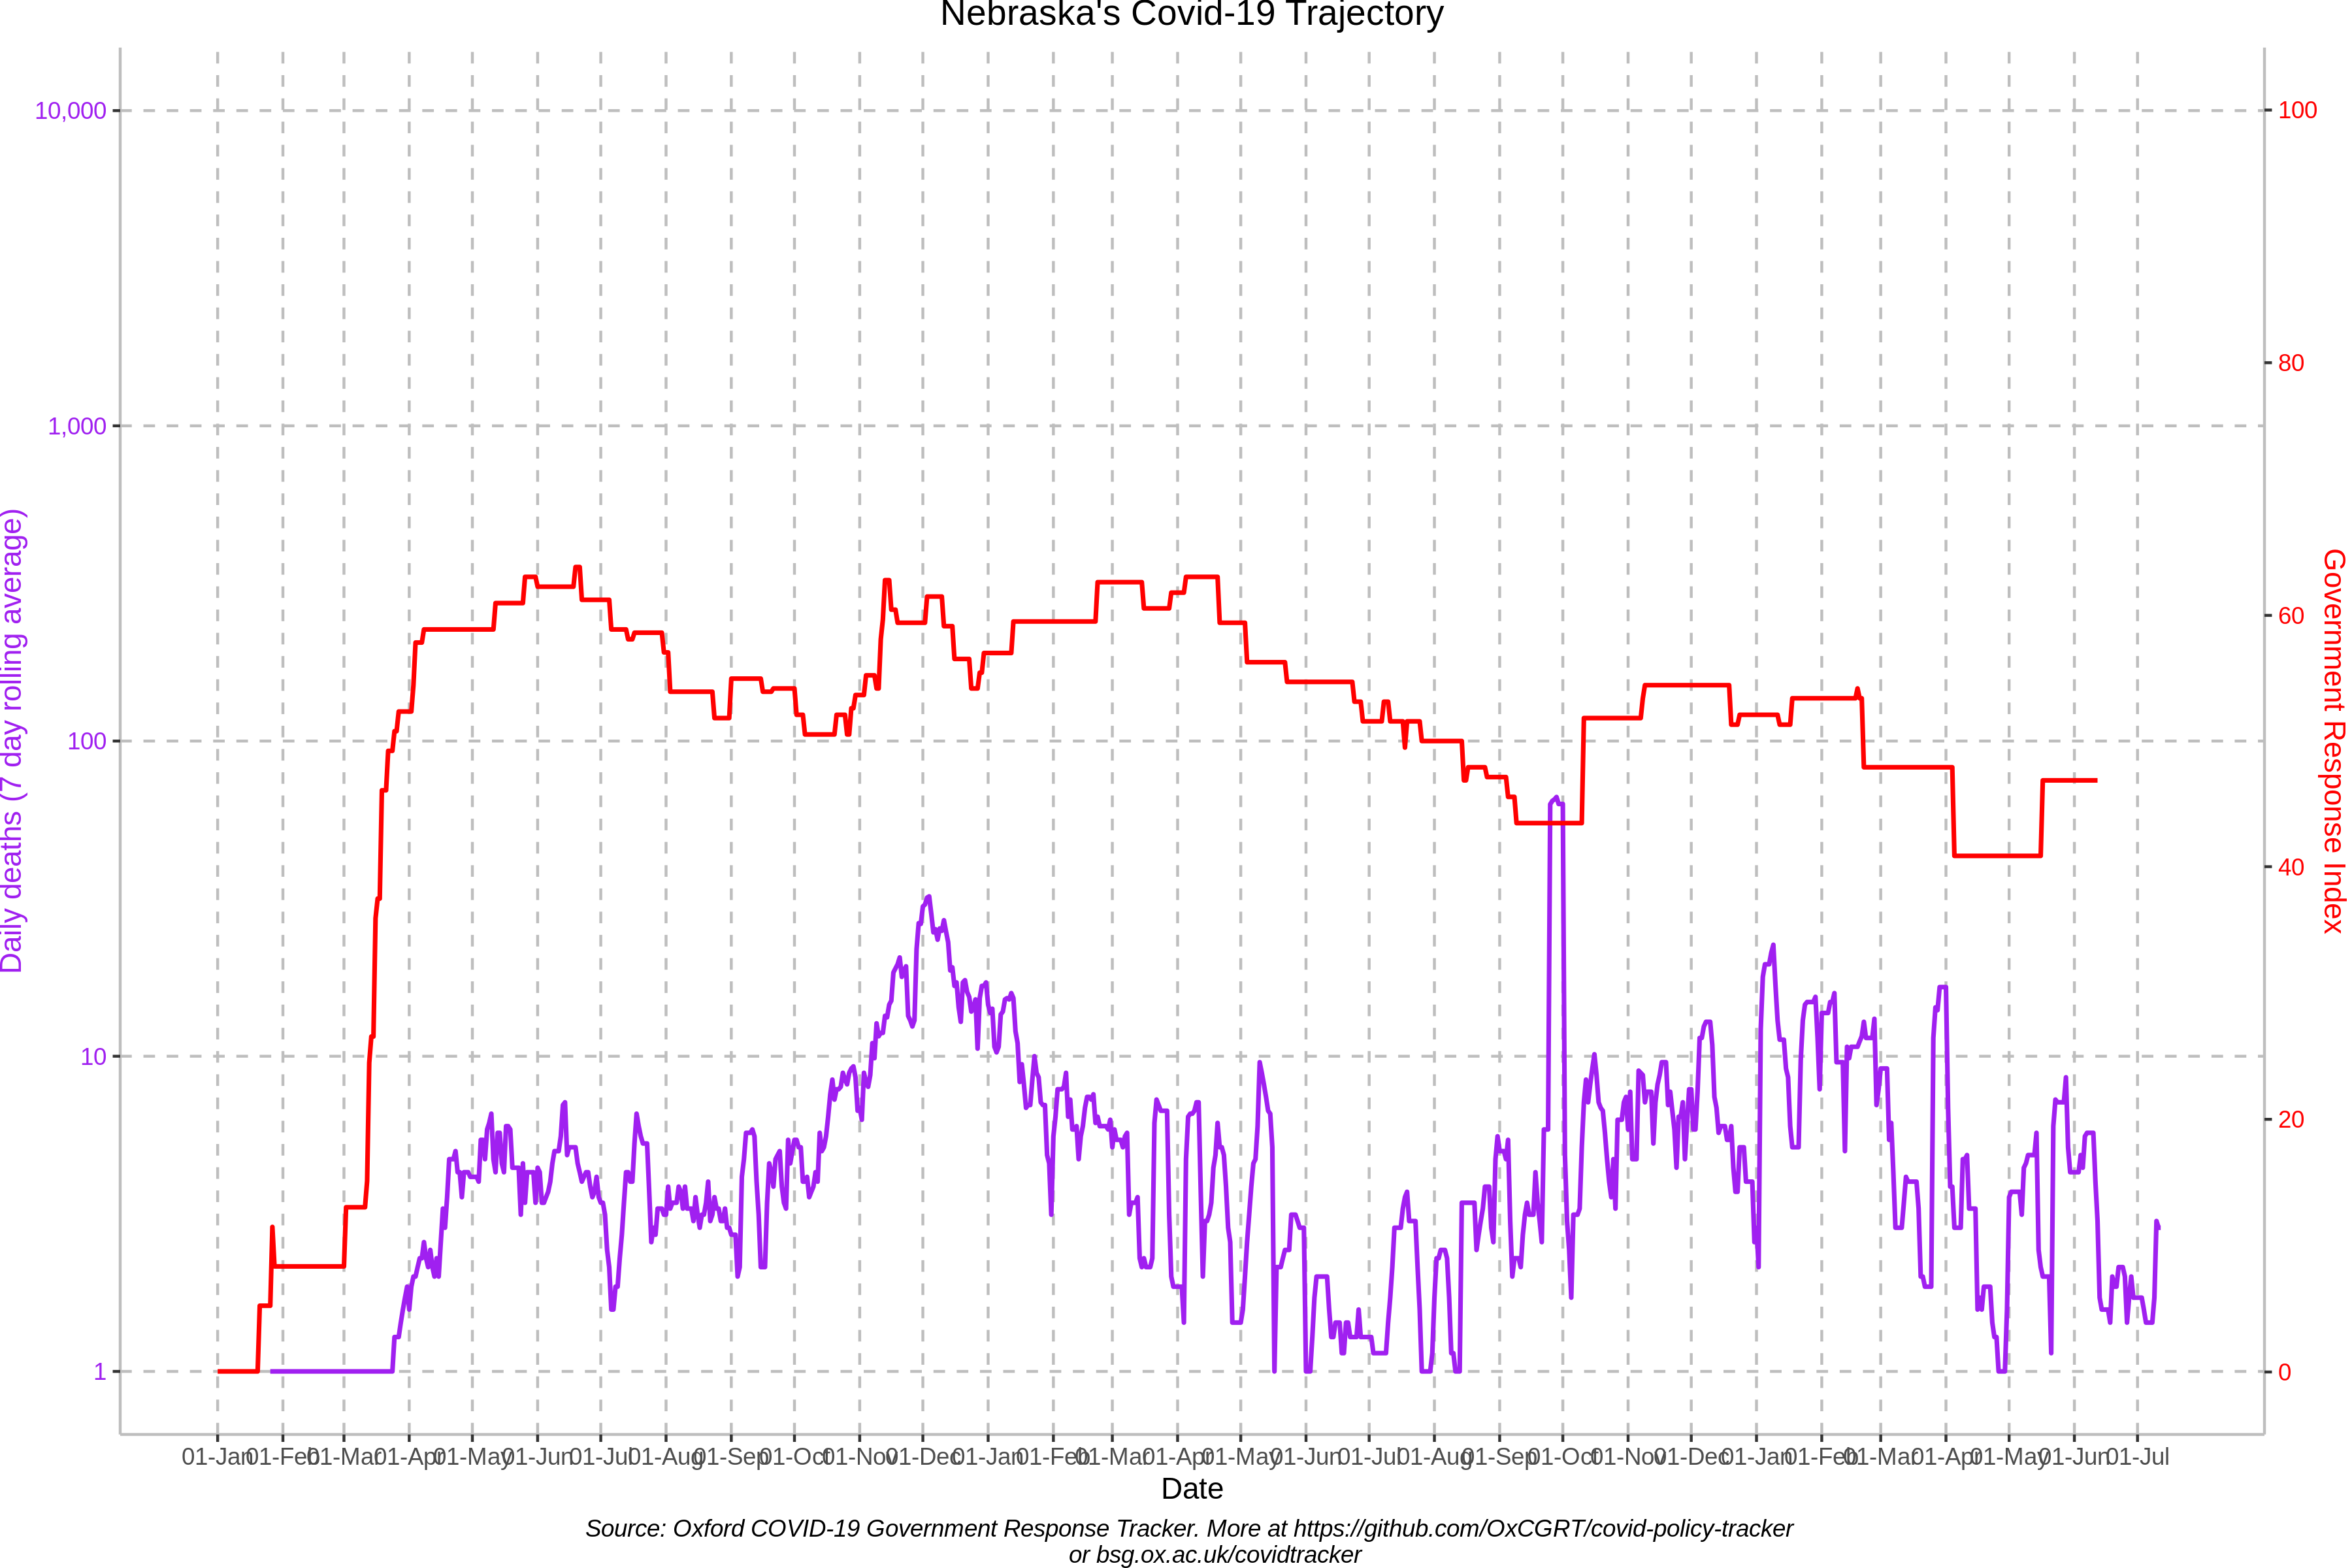 Nebraska's Covid-19 Trajectory
10,000
1,000
100
10
1
Daily deaths (7 day rolling average)
100
80
60
40
20
0
Government Response Index
01-Jan 01-Feb 01-Mar 01-Apr 01-May 01-Jun 01-Jul 01-Aug 01-Sep 01-Oct 01-Nov 01-Dec 01-Jan 01-Feb 01-Mar 01-Apr 01-May 01-Jun 01-Jul 01-Aug 01-Sep 01-Oct 01-Nov 01-Dec 01-Jan 01-Feb 01-Mar 01-Apr 01-May 01-Jun 01-Jul
Date
Source: Oxford COVID-19 Government Response Tracker. More at https://github.com/OxCGRT/covid-policy-tracker
or bsg.ox.ac.uk/covidtracker